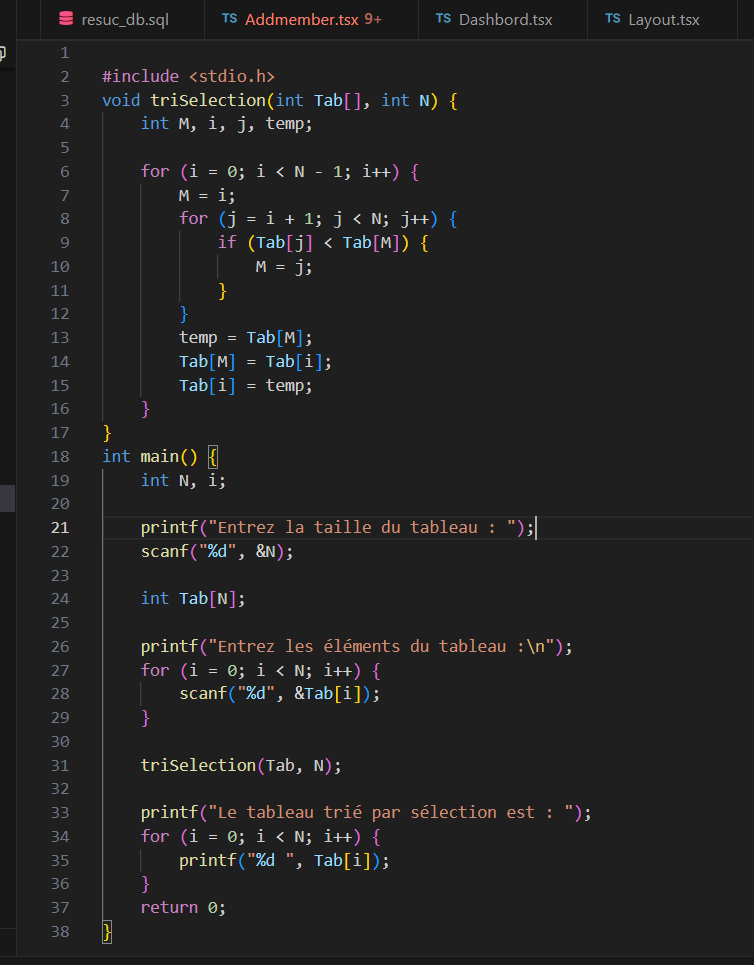 resuc_db.sql TS Addmember.tsx 9+ TS Dashbord.tsx TS Layout.tsx
1
2 #include <stdio.h>
3 void triSelection(int Tab[], int N) {
4     int M, i, j, temp;
5
6     for (i = 0; i < N - 1; i++) {
7         M = i;
8         for (j = i + 1; j < N; j++) {
9             if (Tab[j] < Tab[M]) {
10                 M = j;
11             }
12         }
13         temp = Tab[M];
14         Tab[M] = Tab[i];
15         Tab[i] = temp;
16     }
17 }
18 int main() {
19     int N, i;
20
21     printf("Entrez la taille du tableau : ");
22     scanf("%d", &N);
23
24     int Tab[N];
25
26     printf("Entrez les éléments du tableau :\n");
27     for (i = 0; i < N; i++) {
28         scanf("%d", &Tab[i]);
29     }
30
31     triSelection(Tab, N);
32
33     printf("Le tableau trié par sélection est : ");
34     for (i = 0; i < N; i++) {
35         printf("%d ", Tab[i]);
36     }
37     return 0;
38 }